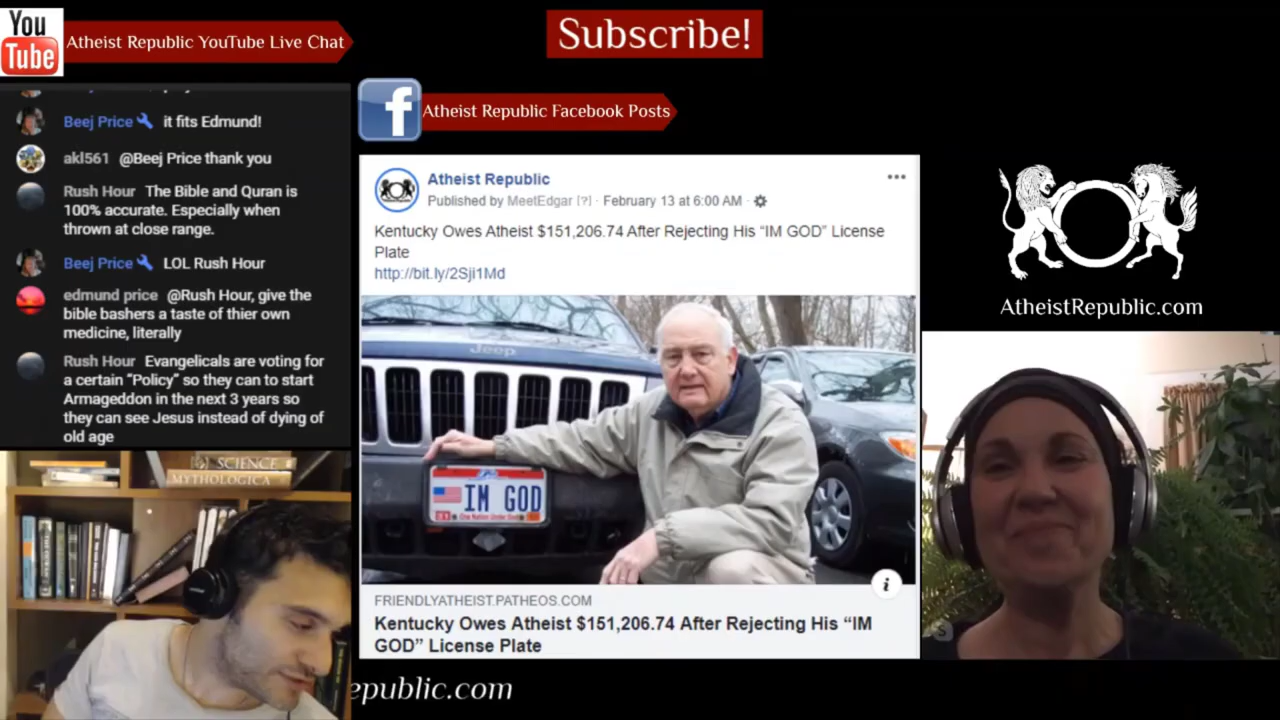 You
Tube
Atheist Republic YouTube Live Chat
Subscribe!
Beej Price it fits Edmund!
akl561 @Beej Price thank you
Rush Hour The Bible and Quran is
100% accurate. Especially when
thrown at close range.
Beej Price LOL Rush Hour
edmund price @Rush Hour, give the
bible bashers a taste of thier own
medicine, literally
Rush Hour Evangelicals are voting for
a certain “Policy” so they can to start
Armageddon in the next 3 years so
they can see Jesus instead of dying of
old age
f
Atheist Republic Facebook Posts
Atheist Republic
Published by MeetEdgar [?] · February 13 at 6:00 AM ·
Kentucky Owes Atheist $151,206.74 After Rejecting His “IM GOD” License
Plate
http://bit.ly/2Sji1Md
Jeep
IM GOD
One Nation Under God
i
FRIENDLYATHEIST.PATHEOS.COM
Kentucky Owes Atheist $151,206.74 After Rejecting His “IM
GOD” License Plate
AtheistRepublic.com
SCIENCE
MYTHOLOGICA
epublic.com